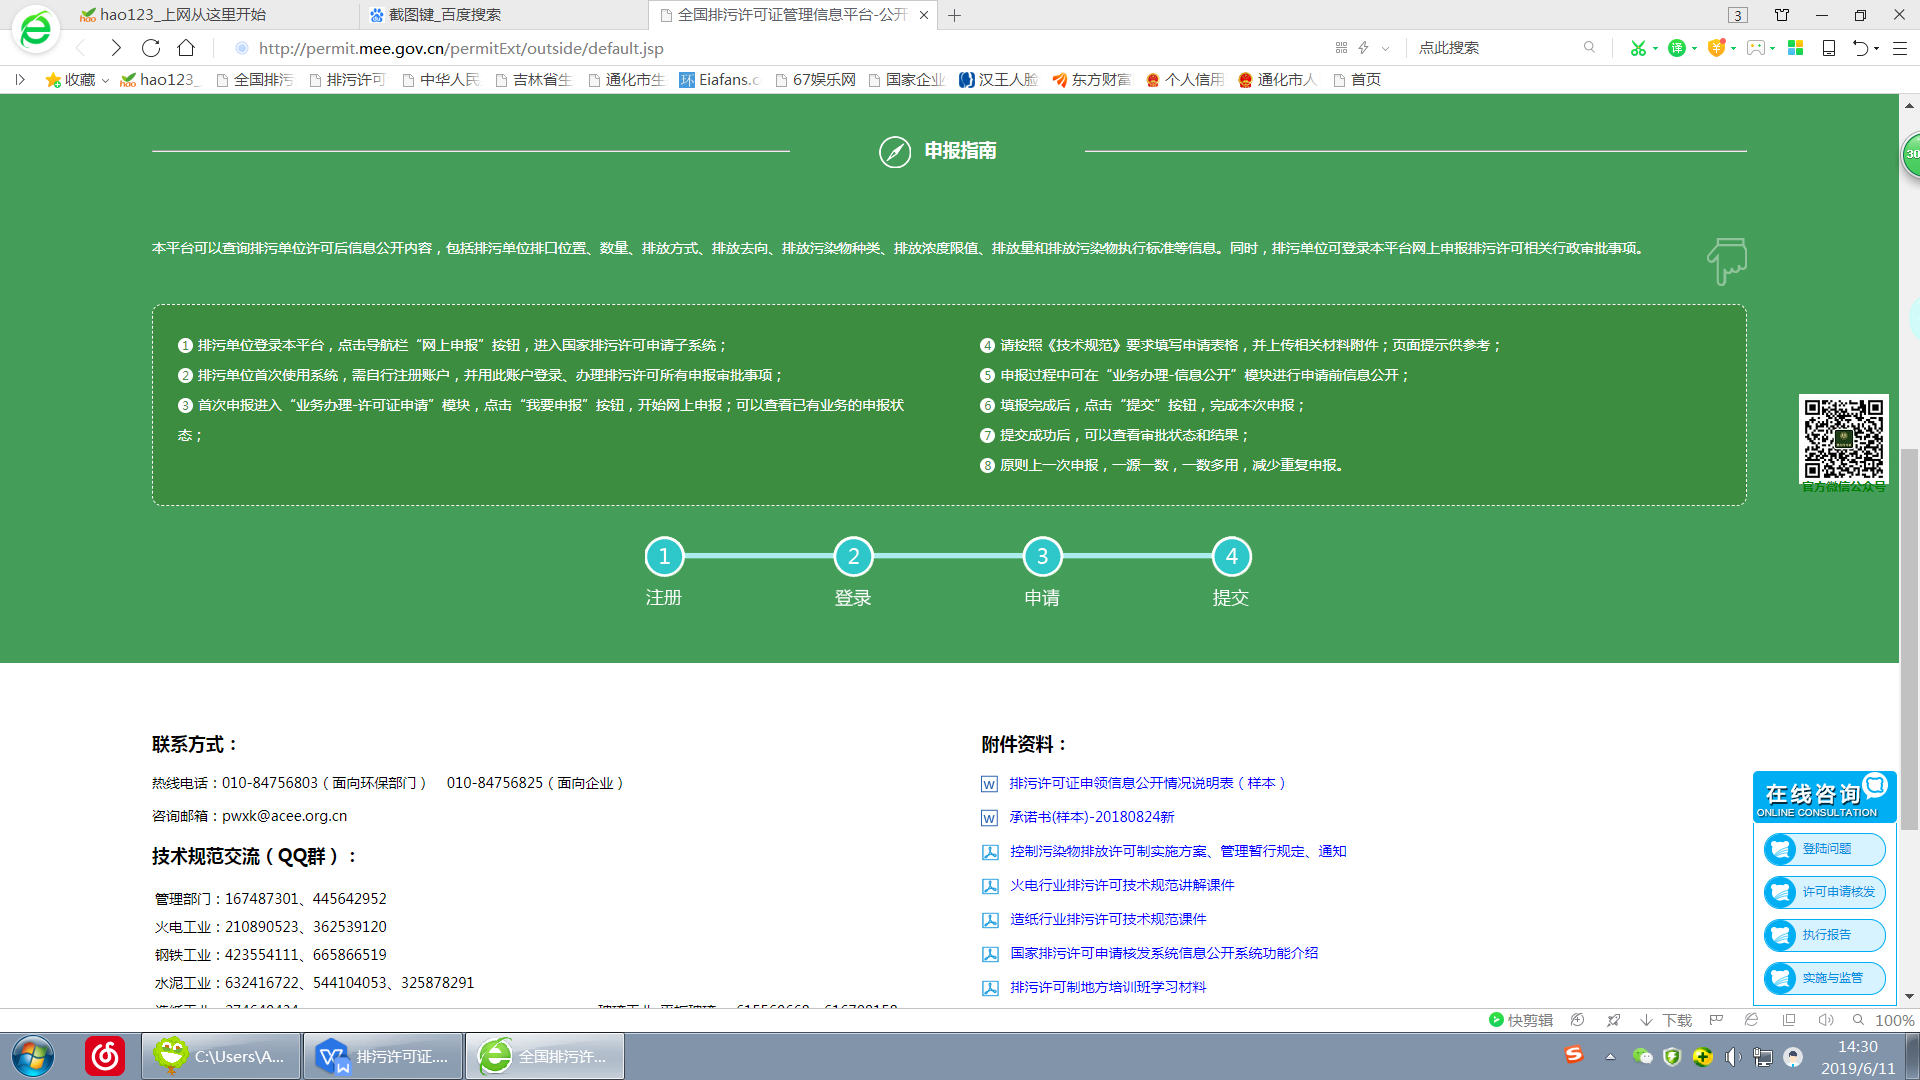 hao123_上网从这里开始
截图键_百度搜索
全国排污许可证管理信息平台-公开
3
http://permit.mee.gov.cn/permitExt/outside/default.jsp
点此搜索
收藏
hao123_
全国排污
排污许可
中华人民
吉林省生
通化市生
Eiafans.c
67娱乐网
国家企业
汉王人脸
东方财富
个人信用
通化市人
首页
申报指南
30
本平台可以查询排污单位许可后信息公开内容，包括排污单位排口位置、数量、排放方式、排放去向、排放污染物种类、排放浓度限值、排放量和排放污染物执行标准等信息。同时，排污单位可登录本平台网上申报排污许可相关行政审批事项。
1 排污单位登录本平台，点击导航栏“网上申报”按钮，进入国家排污许可申请子系统；
2 排污单位首次使用系统，需自行注册账户，并用此账户登录、办理排污许可所有申报审批事项；
3 首次申报进入“业务办理-许可证申请”模块，点击“我要申报”按钮，开始网上申报；可以查看已有业务的申报状
态；
4 请按照《技术规范》要求填写申请表格，并上传相关材料附件；页面提示供参考；
5 申报过程中可在“业务办理-信息公开”模块进行申请前信息公开；
6 填报完成后，点击“提交”按钮，完成本次申报；
7 提交成功后，可以查看审批状态和结果；
8 原则上一次申报，一源一数，一数多用，减少重复申报。
官方微信公众号
1 2 3 4
注册 登录 申请 提交
联系方式：
热线电话：010-84756803（面向环保部门） 010-84756825（面向企业）
咨询邮箱：pwxk@acee.org.cn
技术规范交流（QQ群）：
管理部门：167487301、445642952
火电工业：210890523、362539120
钢铁工业：423554111、665866519
水泥工业：632416722、544104053、325878291
附件资料：
排污许可证申领信息公开情况说明表（样本）
承诺书(样本)-20180824新
控制污染物排放许可制实施方案、管理暂行规定、通知
火电行业排污许可技术规范讲解课件
造纸行业排污许可技术规范课件
国家排污许可申请核发系统信息公开系统功能介绍
排污许可制地方培训班学习材料
在线咨询
ONLINE CONSULTATION
登陆问题
许可申请核发
执行报告
实施与监管
快剪辑
下载
100%
C:\Users\A...
排污许可证....
全国排污许...
14:30
2019/6/11